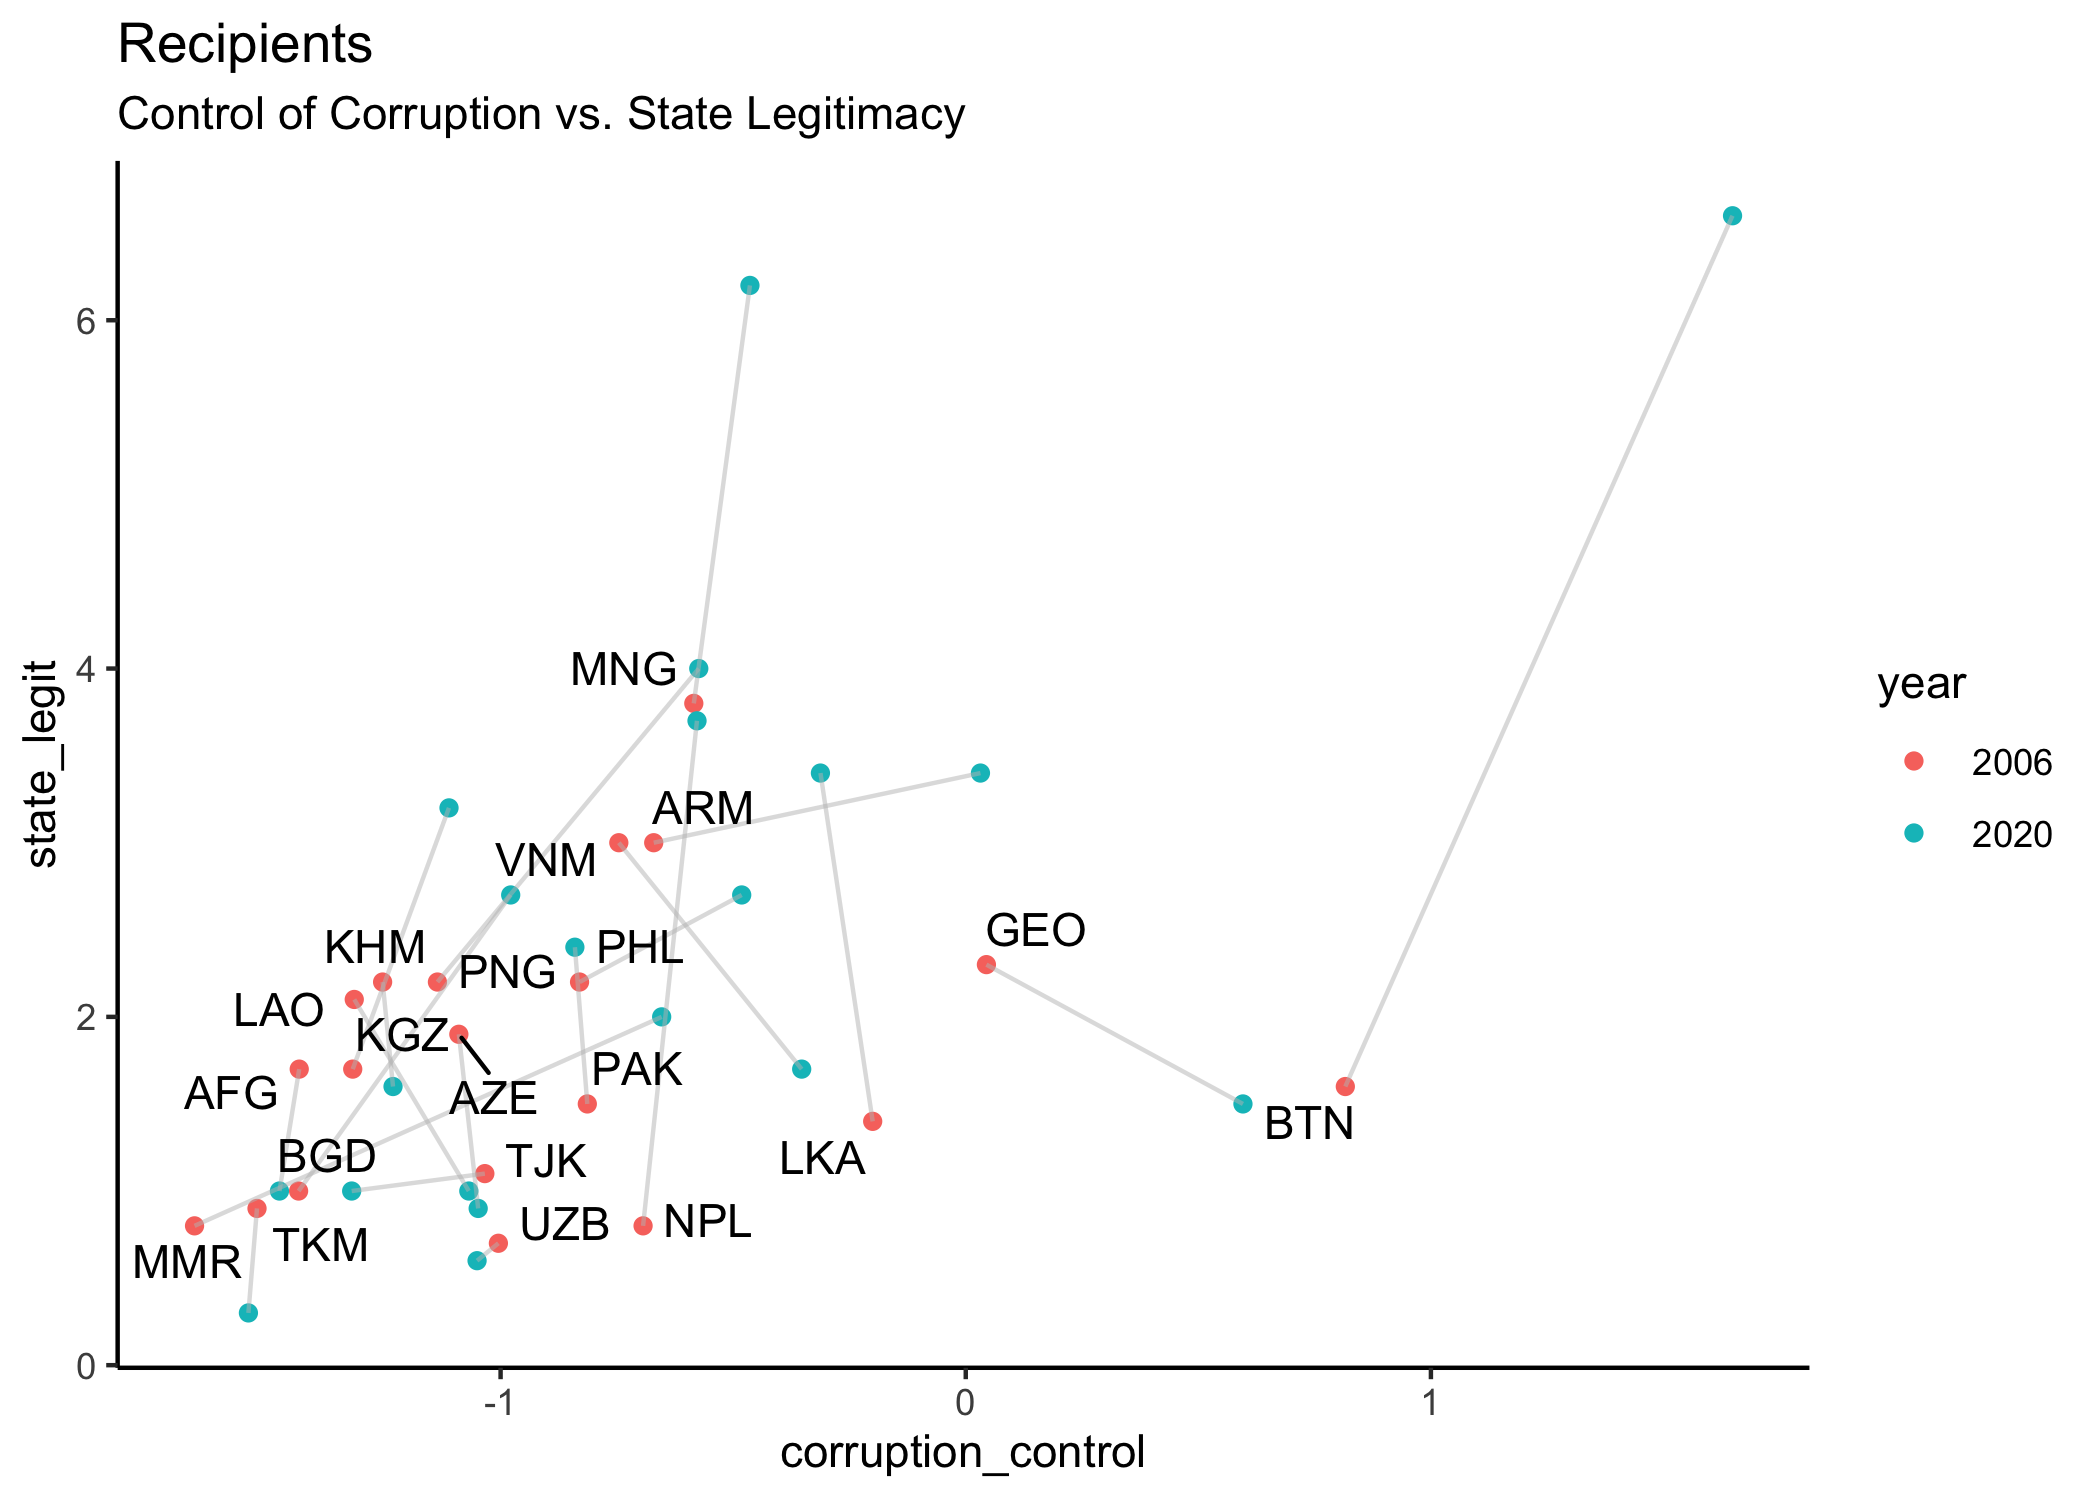 Recipients
Control of Corruption vs. State Legitimacy
6
4
2
0
state_legit
MNG
ARM
VNM
KHM
PNG
PHL
GEO
LAO
KGZ
AFG
AZE
PAK
BTN
BGD
TJK
LKA
UZB
NPL
TKM
MMR
-1
0
1
corruption_control
year
2006
2020